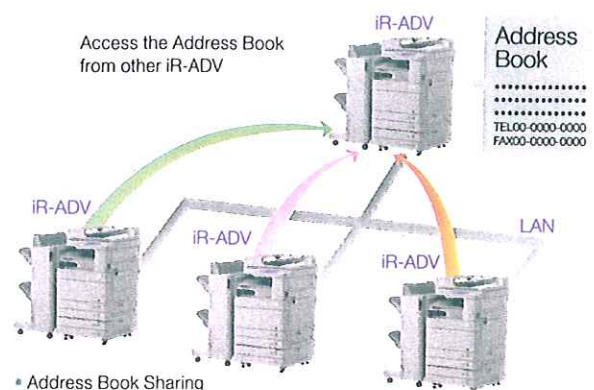 Access the Address Book
from other iR-ADV
iR-ADV
Address
Book
TEL00-0000-0000
FAX00-0000-0000
iR-ADV
iR-ADV
LAN
iR-ADV
• Address Book Sharing